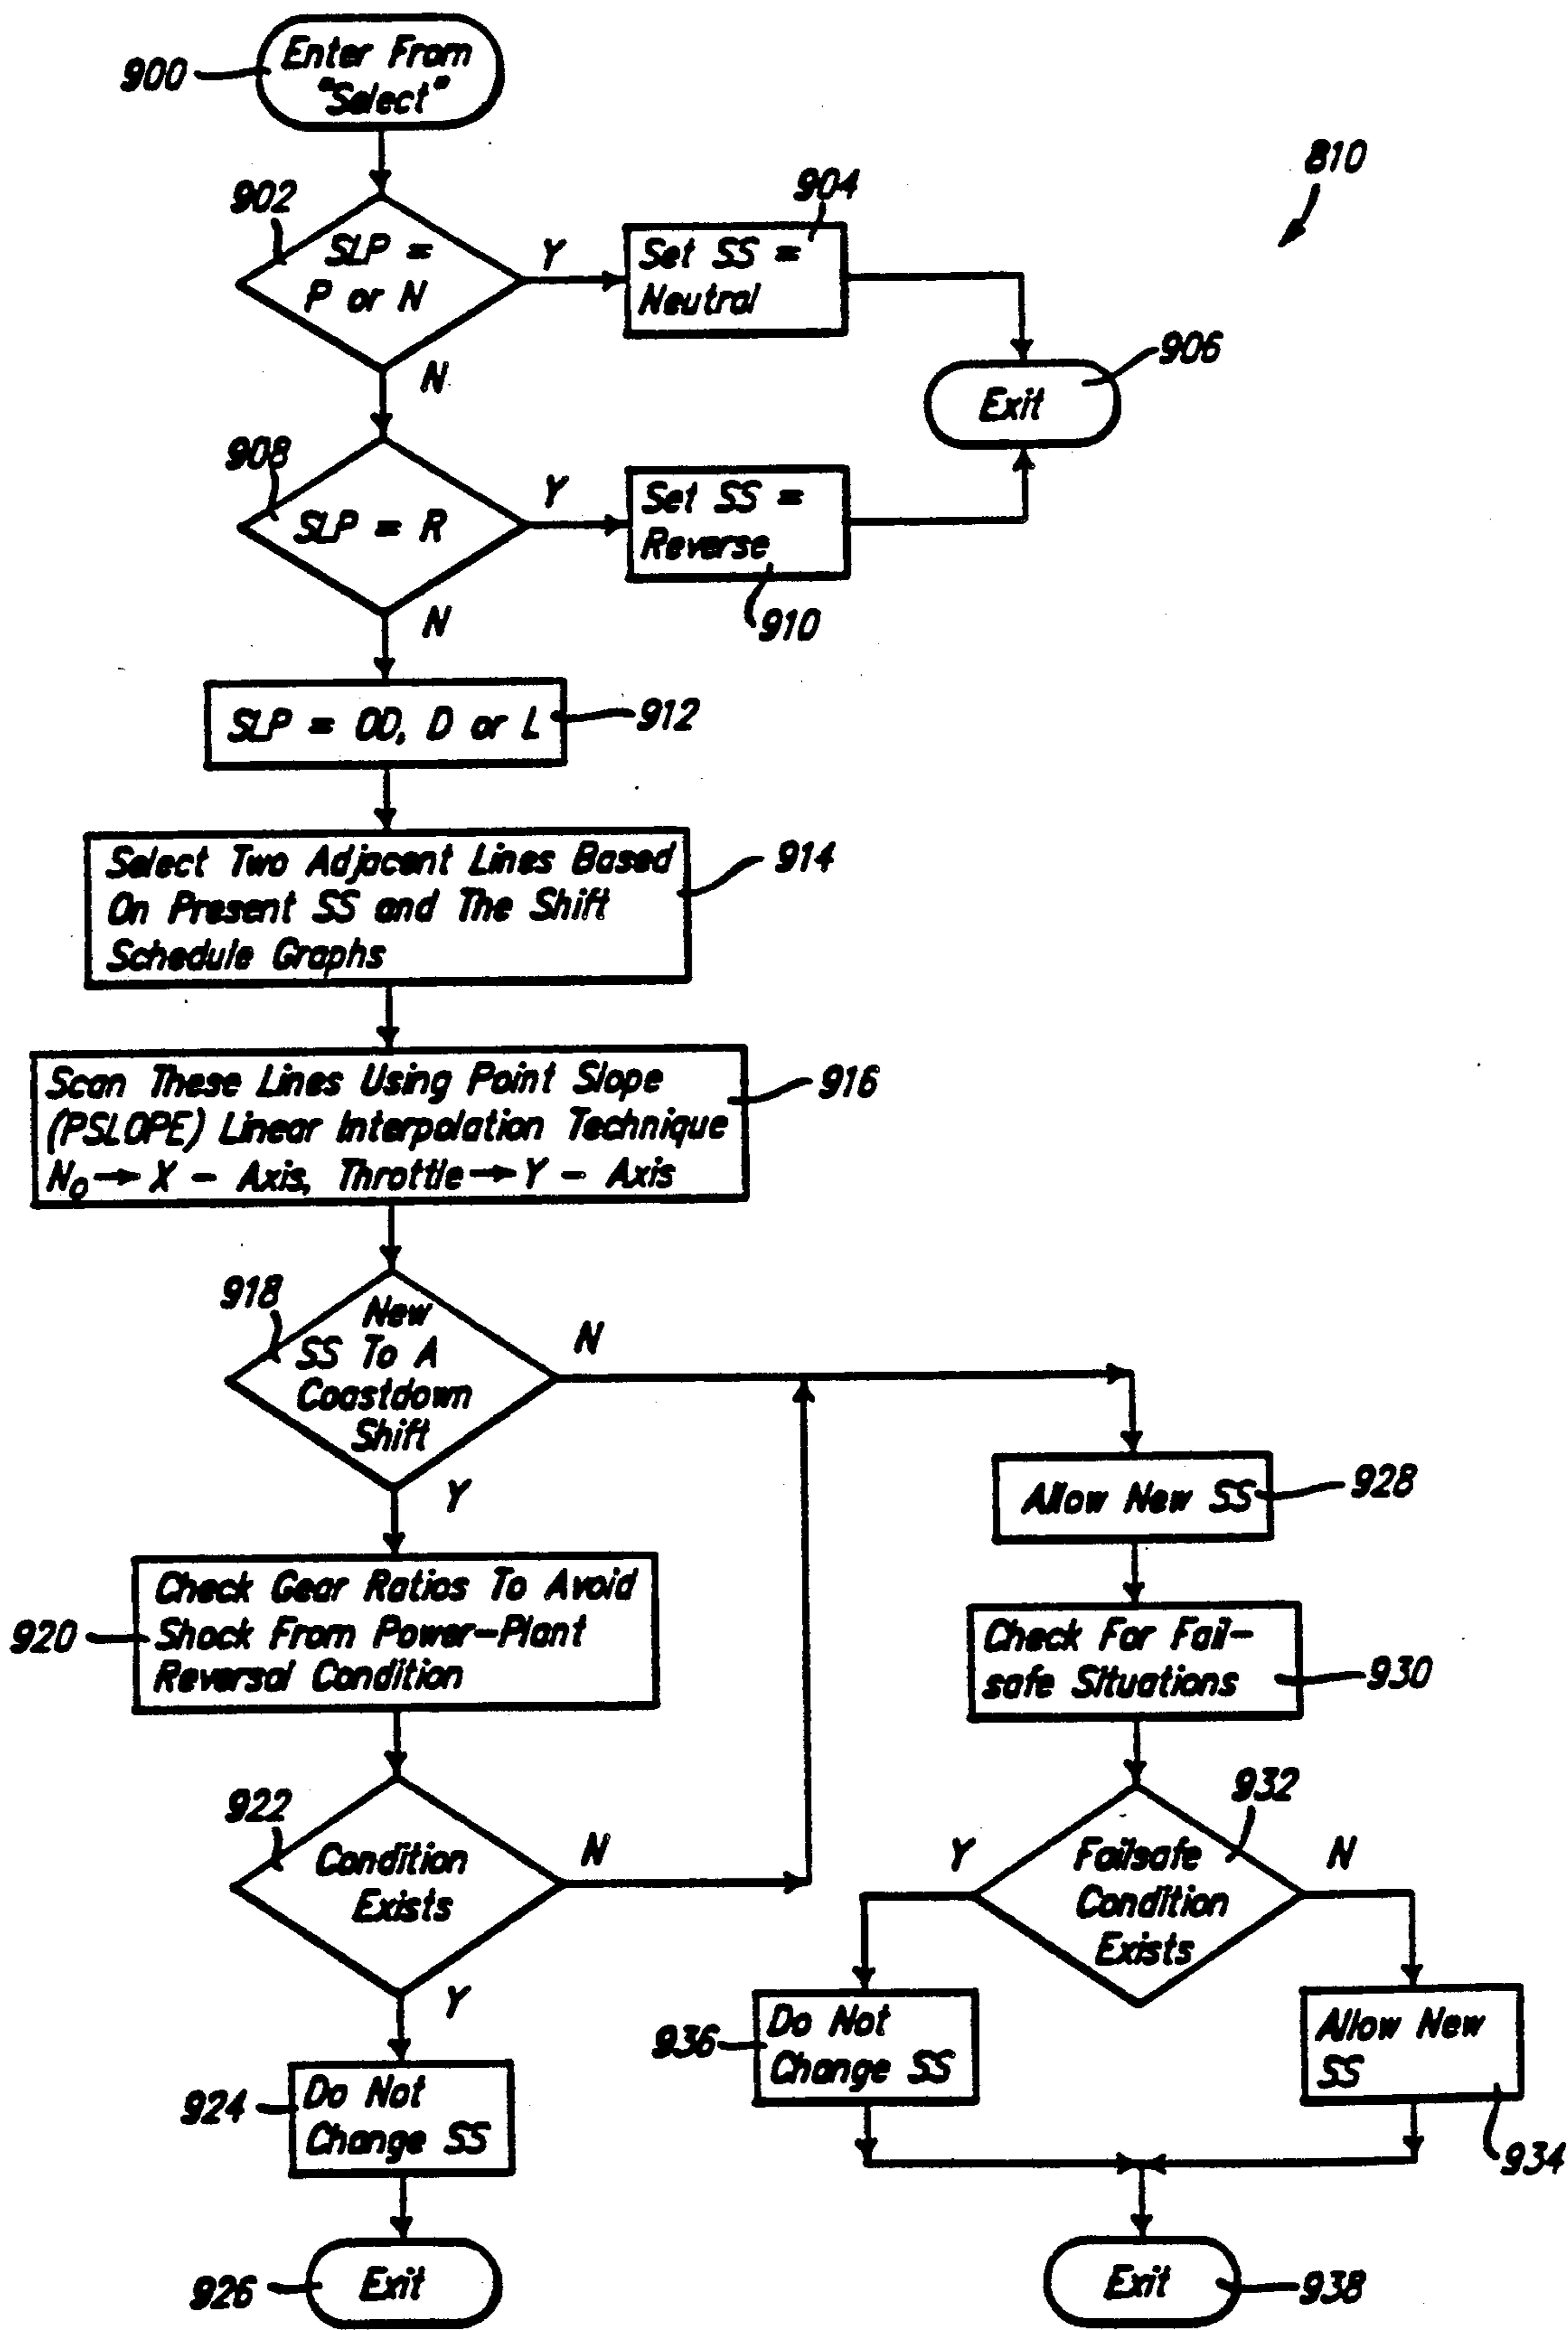 900
Enter From
"Select"
810
902
SLP =
P or N
Y
N
904
Set SS =
Neutral
906
Exit
908
SLP = R
Y
N
Set SS =
Reverse
910
SLP = OD, D or L
912
Select Two Adjacent Lines Based
On Present SS and The Shift
Schedule Graphs
914
Scan These Lines Using Point Slope
(PSLOPE) Linear Interpolation Technique
No → X - Axis, Throttle → Y - Axis
916
918
New
SS To A
Coastdown
Shift
N
Y
920
Check Gear Ratios To Avoid
Shock From Power-Plant
Reversal Condition
922
Condition
Exists
N
Y
924
Do Not
Change SS
926
Exit
Allow New SS
928
Check For Fail-
safe Situations
930
932
Failsafe
Condition
Exists
Y
N
936
Do Not
Change SS
Allow New
SS
934
Exit
938